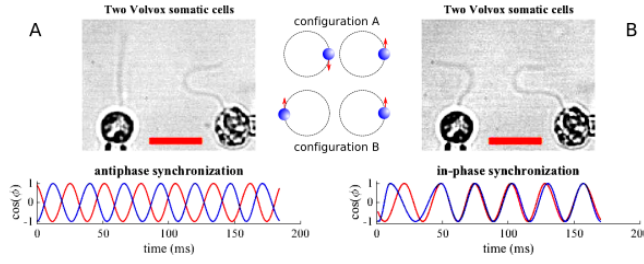 A
Two Volvox somatic cells
configuration A
configuration B
Two Volvox somatic cells
B
antiphase synchronization
cos(ϕ)
1
0
-1
0 50 100 150 200
time (ms)
in-phase synchronization
cos(ϕ)
1
0
-1
0 50 100 150 200
time (ms)